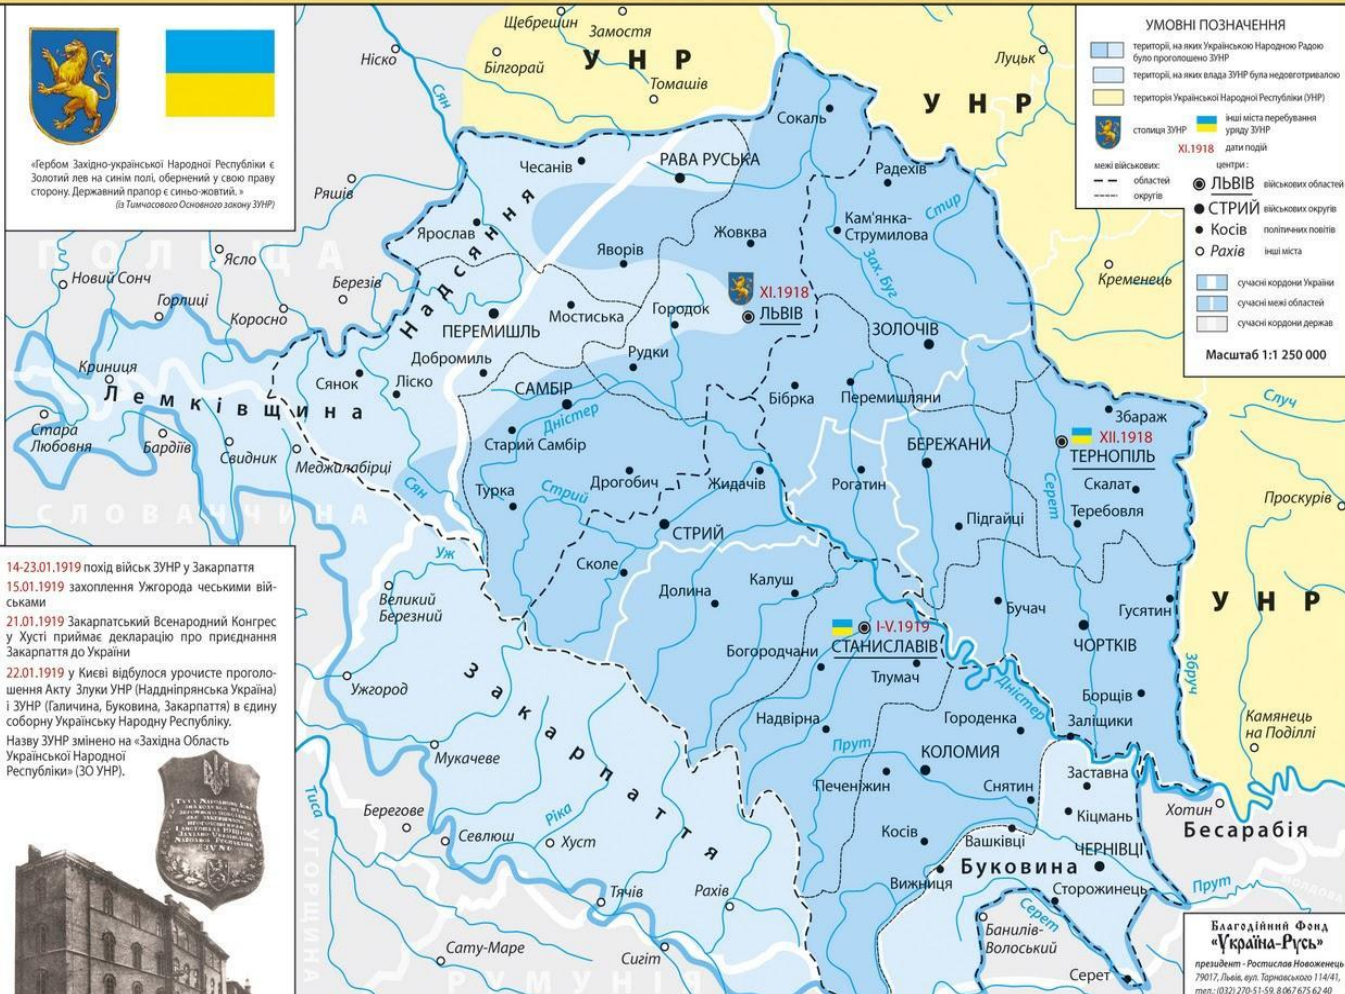 «Гербом Західно-української Народної Республіки є
Золотий лев на синім полі, обернений у свою праву
сторону. Державний прапор є синьо-жовтий. »
(із Тимчасового Основного закону ЗУНР)
УМОВНІ ПОЗНАЧЕННЯ
території, на яких Українською Народною Радою
було проголошено ЗУНР
території, на яких влада ЗУНР була недовготривалою
територія Української Народної Республіки (УНР)
столиця ЗУНР
інші міста перебування
уряду ЗУНР
XI.1918 дати подій
межі військових:
областей
округів
центри :
ЛЬВІВ військових областей
СТРИЙ військових округів
Косів політичних повітів
Рахів інші міста
сучасні кордони України
сучасні межі областей
сучасні кордони держав
Масштаб 1:1 250 000
Щебрешин
Замостя
Ніско
Білгорай
УНР
Томашів
Луцьк
УНР
Сян
Сокаль
Чесанів
РАВА РУСЬКА
Радехів
Ряшів
Ярослав
Надсяння
Яворів
Жовква
Кам'янка-
Струмилова
Стир
Зах. Буг
ПОЛЬЩА
Ясло
Новий Сонч
Горлиці
Березів
Коросно
Кременець
XI.1918
ЛЬВІВ
Мостиська
Городок
ПЕРЕМИШЛЬ
ЗОЛОЧІВ
Добромиль
Рудки
Криниця
Сянок
Ліско
САМБІР
Бібрка
Перемишляни
Лемківщина
Дністер
Збараж
Случ
Стара
Любовня
Бардіїв
Свидник
Меджалабірці
Старий Самбір
БЕРЕЖАНИ
XII.1918
ТЕРНОПІЛЬ
Сян
Турка
Стрий
Дрогобич
Жидачів
Рогатин
Серет
Скалат
Теребовля
Проскурів
СЛОВАЧЧИНА
СТРИЙ
Підгайці
Уж
Сколе
Долина
Калуш
Великий
Березний
Бучач
Гусятин
УНР
I-V.1919
СТАНИСЛАВІВ
ЧОРТКІВ
Богородчани
Тлумач
Збруч
Ужгород
Закарпаття
Дністер
Борщів
Надвірна
Городенка
Заліщики
Камянець
на Поділлі
Мукачеве
Прут
КОЛОМИЯ
Печеніжин
Снятин
Заставна
Тиса
Берегове
Ріка
Хотин
Кіцмань
Бесарабія
Севлюш
Хуст
Косів
Вашківці
ЧЕРНІВЦІ
Буковина
Вижниця
Сторожинець
Прут
Тячів
Рахів
Серет
УГОРЩИНА
Банилів-
Волоський
Сату-Маре
Сигіт
РУМУНІЯ
Серет
14-23.01.1919 похід військ ЗУНР у Закарпаття
15.01.1919 захоплення Ужгорода чеськими вій-
ськами
21.01.1919 Закарпатський Всенародний Конгрес
у Хусті приймає декларацію про приєднання
Закарпаття до України
22.01.1919 у Києві відбулося урочисте проголо-
шення Акту Злуки УНР (Наддніпрянська Україна)
і ЗУНР (Галичина, Буковина, Закарпаття) в єдину
соборну Українську Народну Республіку.
Назву ЗУНР змінено на «Західна Область
Української Народної
Республіки» (ЗО УНР).
Благодійний Фонд
«Україна-Русь»
президент - Ростислав Новоженець
79017, Львів, вул. Тарнавського 114/41,
тел.: (032) 270-51-59, 8 067 675 62 40